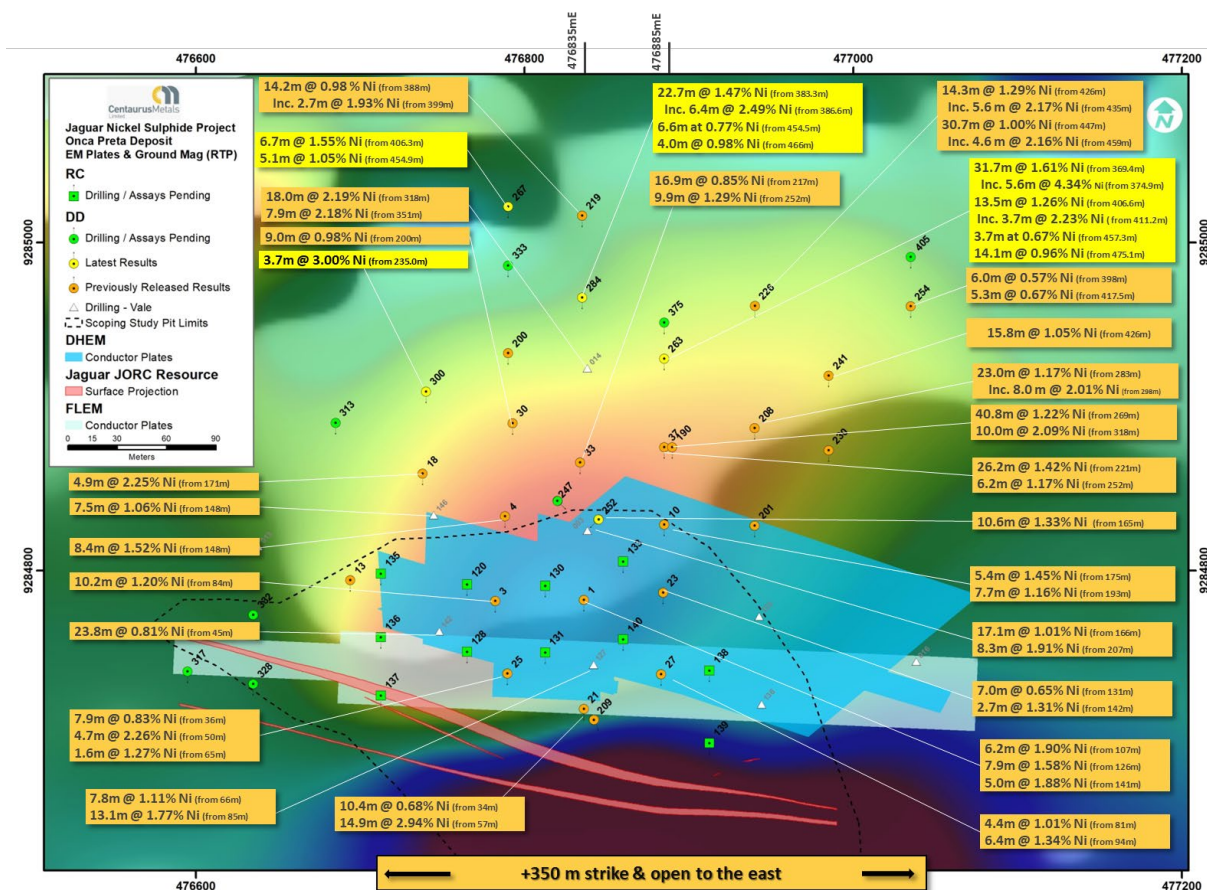 476835mE
476885mE
476600
476800
477000
477200
CentaurusMetals
Limited
Jaguar Nickel Sulphide Project
Onca Preta Deposit
EM Plates & Ground Mag (RTP)
RC
Drilling / Assays Pending
DD
Drilling / Assays Pending
Latest Results
Previously Released Results
Drilling - Vale
Scoping Study Pit Limits
DHEM
Conductor Plates
Jaguar JORC Resource
Surface Projection
FLEM
Conductor Plates
0 15 30 60 90
Meters
14.2m @ 0.98 % Ni (from 388m)
Inc. 2.7m @ 1.93% Ni (from 399m)
6.7m @ 1.55% Ni (from 406.3m)
5.1m @ 1.05% Ni (from 454.9m)
18.0m @ 2.19% Ni (from 318m)
7.9m @ 2.18% Ni (from 351m)
9.0m @ 0.98% Ni (from 200m)
3.7m @ 3.00% Ni (from 235.0m)
22.7m @ 1.47% Ni (from 383.3m)
Inc. 6.4m @ 2.49% Ni (from 386.6m)
6.6m at 0.77% Ni (from 454.5m)
4.0m @ 0.98% Ni (from 466m)
16.9m @ 0.85% Ni (from 217m)
9.9m @ 1.29% Ni (from 252m)
14.3m @ 1.29% Ni (from 426m)
Inc. 5.6 m @ 2.17% Ni (from 435m)
30.7m @ 1.00% Ni (from 447m)
Inc. 4.6 m @ 2.16% Ni (from 459m)
31.7m @ 1.61% Ni (from 369.4m)
Inc. 5.6m @ 4.34% Ni (from 374.9m)
13.5m @ 1.26% Ni (from 406.6m)
Inc. 3.7m @ 2.23% Ni (from 411.2m)
3.7m at 0.67% Ni (from 457.3m)
14.1m @ 0.96% Ni (from 475.1m)
6.0m @ 0.57% Ni (from 398m)
5.3m @ 0.67% Ni (from 417.5m)
15.8m @ 1.05% Ni (from 426m)
23.0m @ 1.17% Ni (from 283m)
Inc. 8.0 m @ 2.01% Ni (from 298m)
40.8m @ 1.22% Ni (from 269m)
10.0m @ 2.09% Ni (from 318m)
26.2m @ 1.42% Ni (from 221m)
6.2m @ 1.17% Ni (from 252m)
10.6m @ 1.33% Ni (from 165m)
5.4m @ 1.45% Ni (from 175m)
7.7m @ 1.16% Ni (from 193m)
17.1m @ 1.01% Ni (from 166m)
8.3m @ 1.91% Ni (from 207m)
7.0m @ 0.65% Ni (from 131m)
2.7m @ 1.31% Ni (from 142m)
6.2m @ 1.90% Ni (from 107m)
7.9m @ 1.58% Ni (from 126m)
5.0m @ 1.88% Ni (from 141m)
4.4m @ 1.01% Ni (from 81m)
6.4m @ 1.34% Ni (from 94m)
4.9m @ 2.25% Ni (from 171m)
7.5m @ 1.06% Ni (from 148m)
8.4m @ 1.52% Ni (from 148m)
10.2m @ 1.20% Ni (from 84m)
23.8m @ 0.81% Ni (from 45m)
7.9m @ 0.83% Ni (from 36m)
4.7m @ 2.26% Ni (from 50m)
1.6m @ 1.27% Ni (from 65m)
7.8m @ 1.11% Ni (from 66m)
13.1m @ 1.77% Ni (from 85m)
10.4m @ 0.68% Ni (from 34m)
14.9m @ 2.94% Ni (from 57m)
+350 m strike & open to the east
N
9285000
9285000
9284800
9284800
267
219
333
284
405
254
226
375
263
200
014
300
241
313
30
208
37
190
230
33
18
247
4
146
252
10
201
135
13
120
130
3
1
23
136
142
128
131
140
138
317
328
137
25
107
27
21
209
139
476600
477200